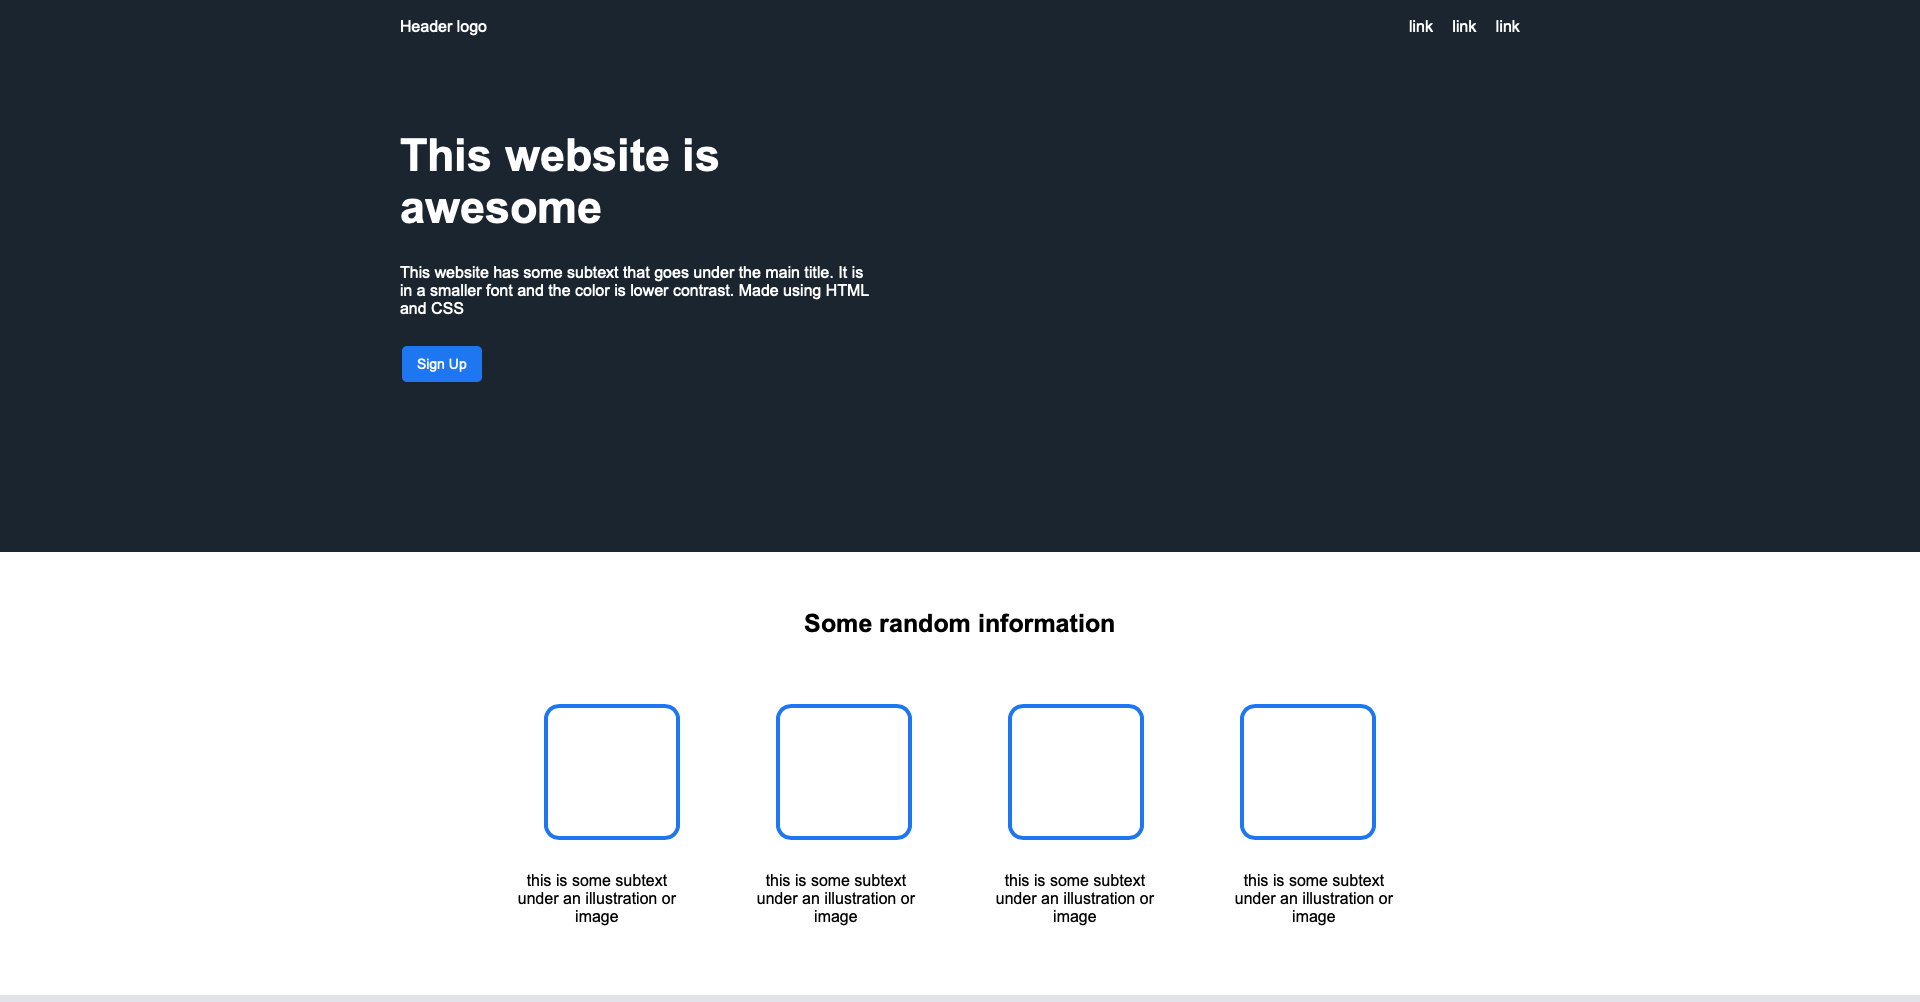 Header logo
link link link
This website is
awesome
This website has some subtext that goes under the main title. It is
in a smaller font and the color is lower contrast. Made using HTML
and CSS
Sign Up
Some random information
this is some subtext
under an illustration or
image
this is some subtext
under an illustration or
image
this is some subtext
under an illustration or
image
this is some subtext
under an illustration or
image